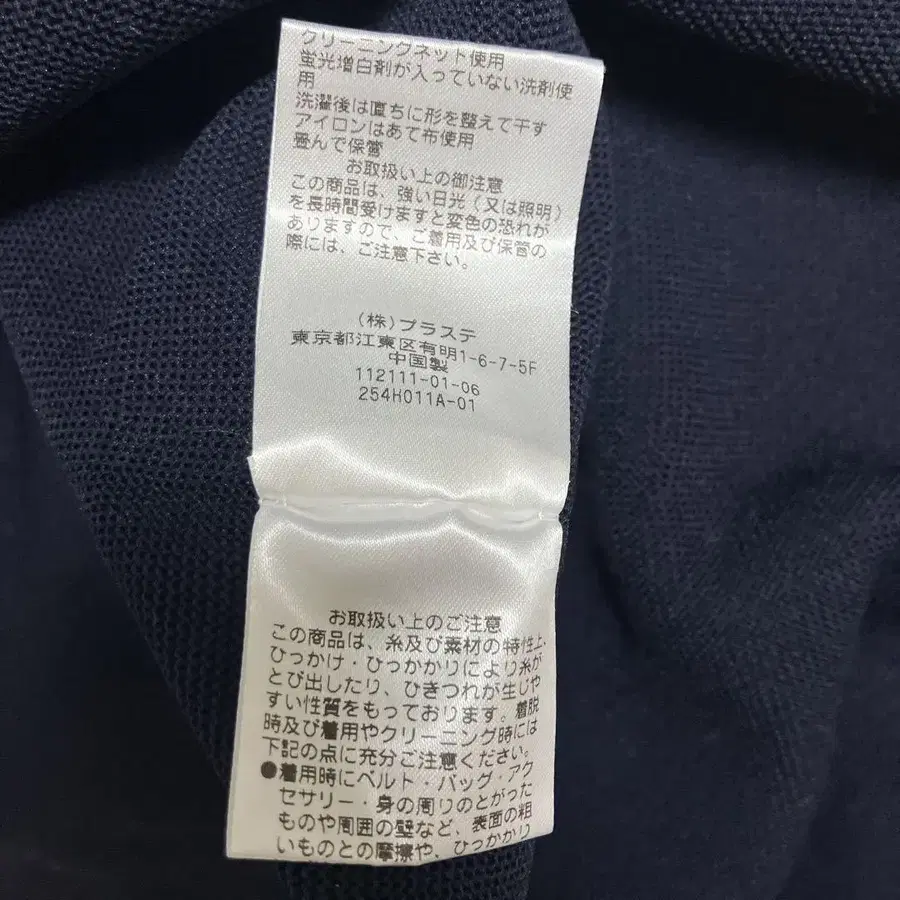 クリーニングネット使用
蛍光増白剤が入っていない洗剤使
用
洗濯後は直ちに形を整えて干す
アイロンはあて布使用
畳んで保管
お取扱い上の御注意
この商品は、強い日光(又は照明)
を長時間受けますと変色の恐れが
ありますので、ご着用及び保管の
際には、ご注意下さい。
(株)プラステ
東京都江東区有明1-6-7-5F
中国製
112111-01-06
254H011A-01
お取扱い上のご注意
この商品は、糸及び素材の特性上、
ひっかけ・ひっかかりにより糸が
とび出したり、ひきつれが生じや
すい性質をもっております。着脱
時及び着用やクリーニング時には
下記の点に充分ご注意ください。
●着用時にベルト・バッグ・アク
セサリー・身の周りのとがった
ものや周囲の壁など、表面の粗
いものとの摩擦や、ひっかかり